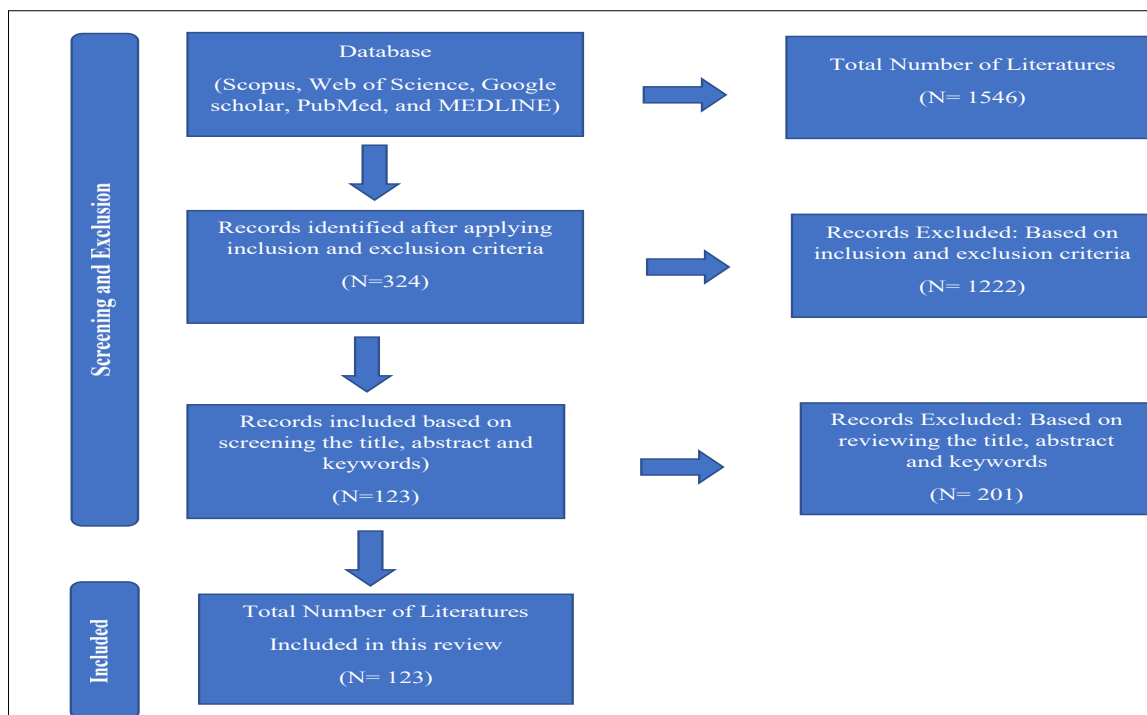 Screening and Exclusion
Database
(Scopus, Web of Science, Google
scholar, PubMed, and MEDLINE)
Total Number of Literatures
(N= 1546)
Records identified after applying
inclusion and exclusion criteria
(N=324)
Records Excluded: Based on
inclusion and exclusion criteria
(N= 1222)
Records included based on
screening the title, abstract and
keywords)
(N=123)
Records Excluded: Based on
reviewing the title, abstract
and keywords
(N= 201)
Included
Total Number of Literatures
Included in this review
(N= 123)